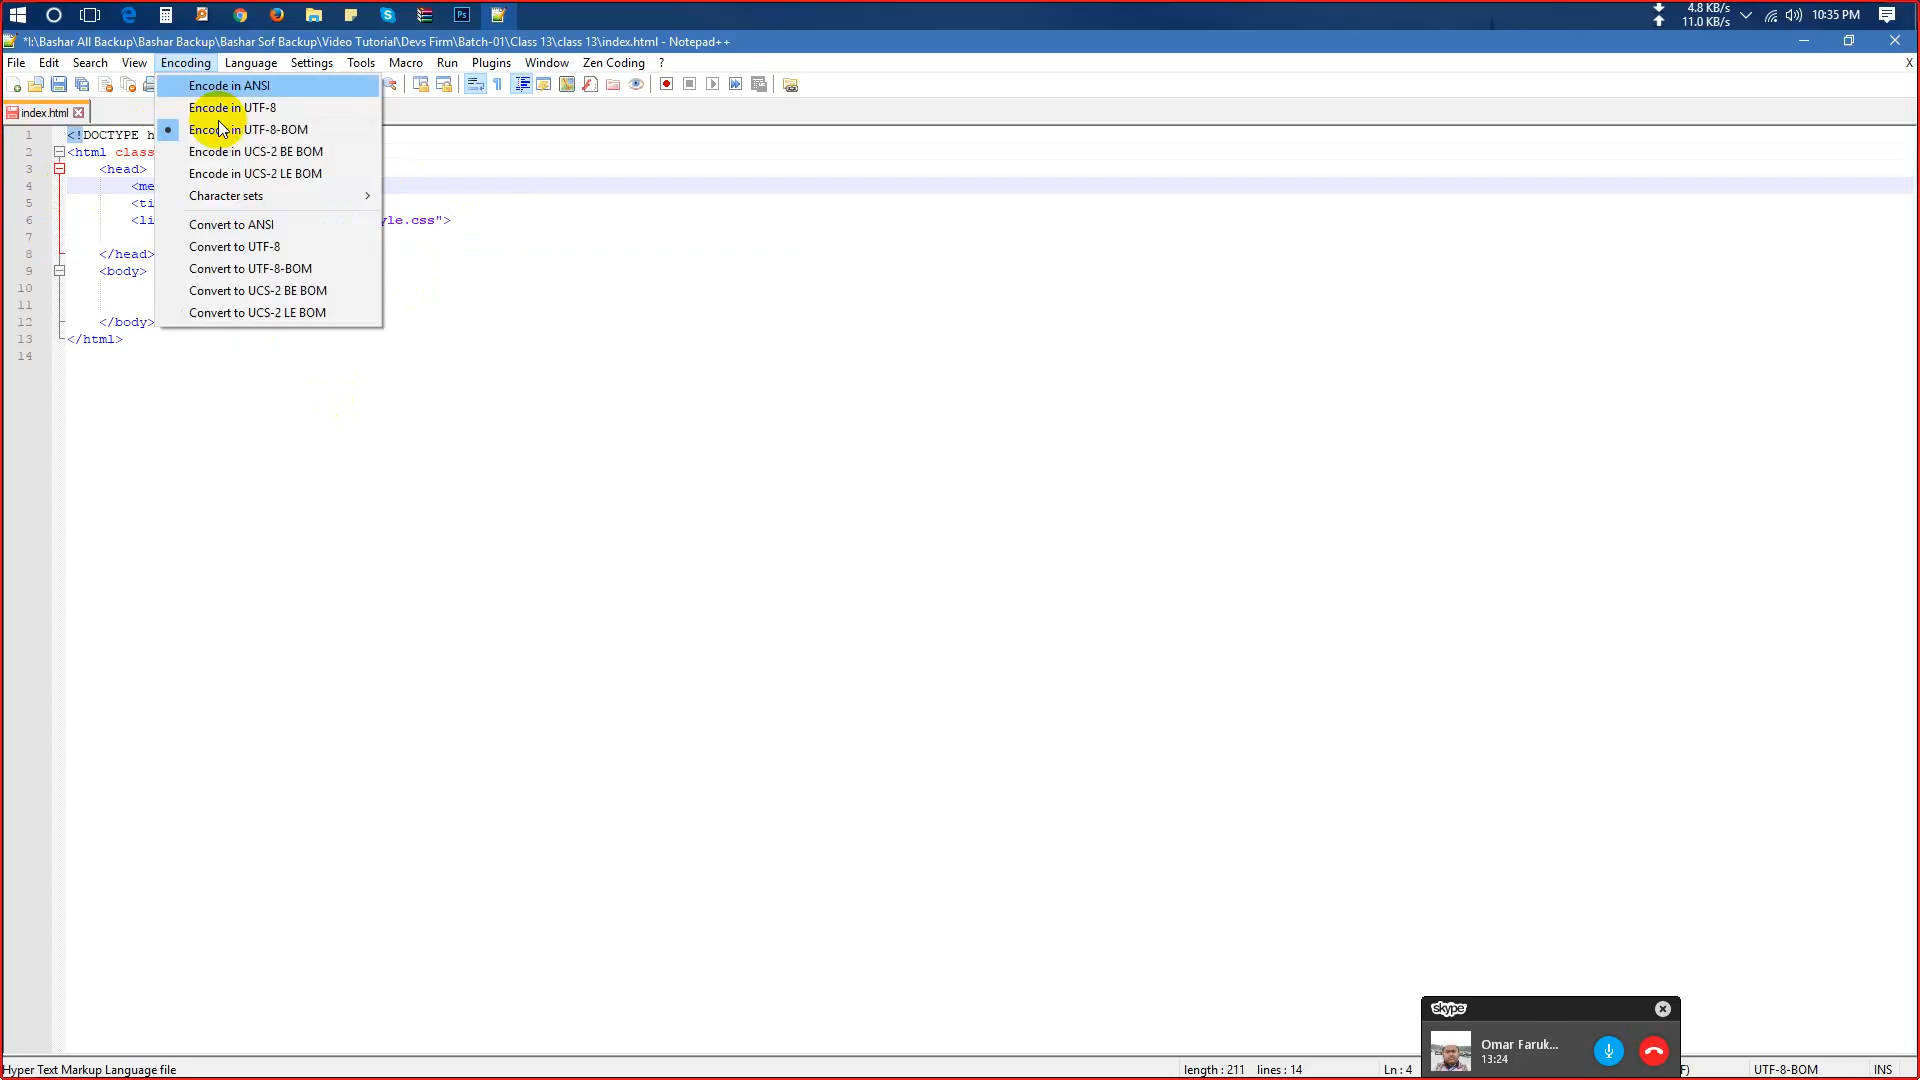 4.8 KB/s
11.0 KB/s
10:35 PM
Ps
*I:\Bashar All Backup\Bashar Backup\Bashar Sof Backup\Video Tutorial\Devs Firm\Batch-01\Class 13\class 13\index.html - Notepad++
File Edit Search View Encoding Language Settings Tools Macro Run Plugins Window Zen Coding ? X
index.html
Encode in ANSI
Encode in UTF-8
Encode in UTF-8-BOM
Encode in UCS-2 BE BOM
Encode in UCS-2 LE BOM
Character sets
Convert to ANSI
Convert to UTF-8
Convert to UTF-8-BOM
Convert to UCS-2 BE BOM
Convert to UCS-2 LE BOM
1 <!DOCTYPE h
2 <html class
3 <head>
4 <me
5 <ti
6 <li yle.css">
7
8 </head>
9 <body>
10
11
12 </body>
13 </html>
14
skype
Omar Faruk...
13:24
Hyper Text Markup Language file length : 211 lines : 14 Ln : 4 F) UTF-8-BOM INS